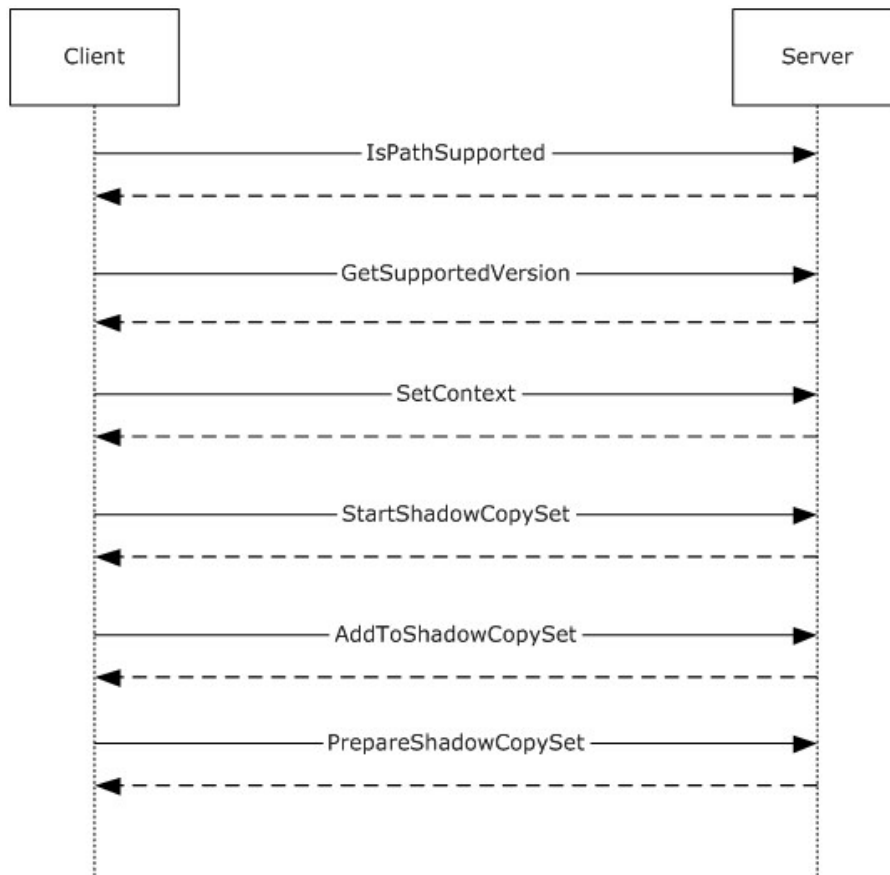 Client
Server
IsPathSupported
GetSupportedVersion
SetContext
StartShadowCopySet
AddToShadowCopySet
PrepareShadowCopySet